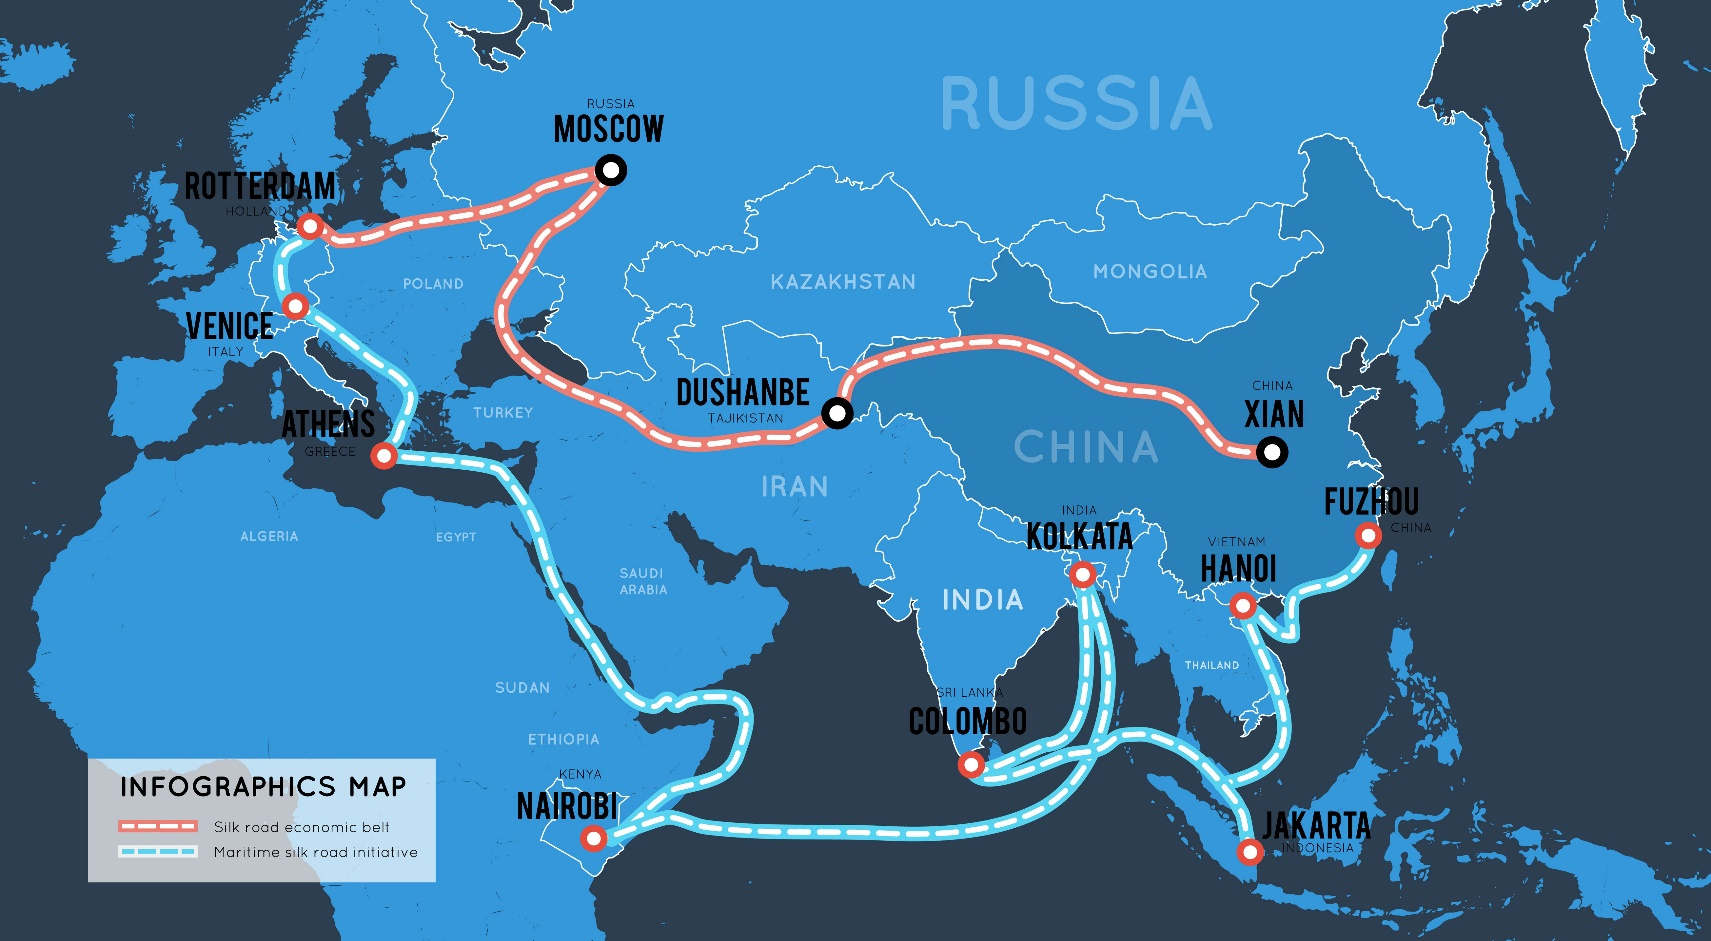 RUSSIA
RUSSIA
MOSCOW
ROTTERDAM
HOLLAND
POLAND
KAZAKHSTAN
MONGOLIA
VENICE
ITALY
DUSHANBE
TAJIKISTAN
CHINA
XIAN
ATHENS
GREECE
TURKEY
CHINA
IRAN
FUZHOU
CHINA
INDIA
KOLKATA
VIETNAM
HANOI
ALGERIA
EGYPT
SAUDI
ARABIA
INDIA
THAILAND
SUDAN
SRI LANKA
COLOMBO
ETHIOPIA
KENYA
NAIROBI
JAKARTA
INDONESIA
INFOGRAPHICS MAP
Silk road economic belt
Maritime silk road initiative